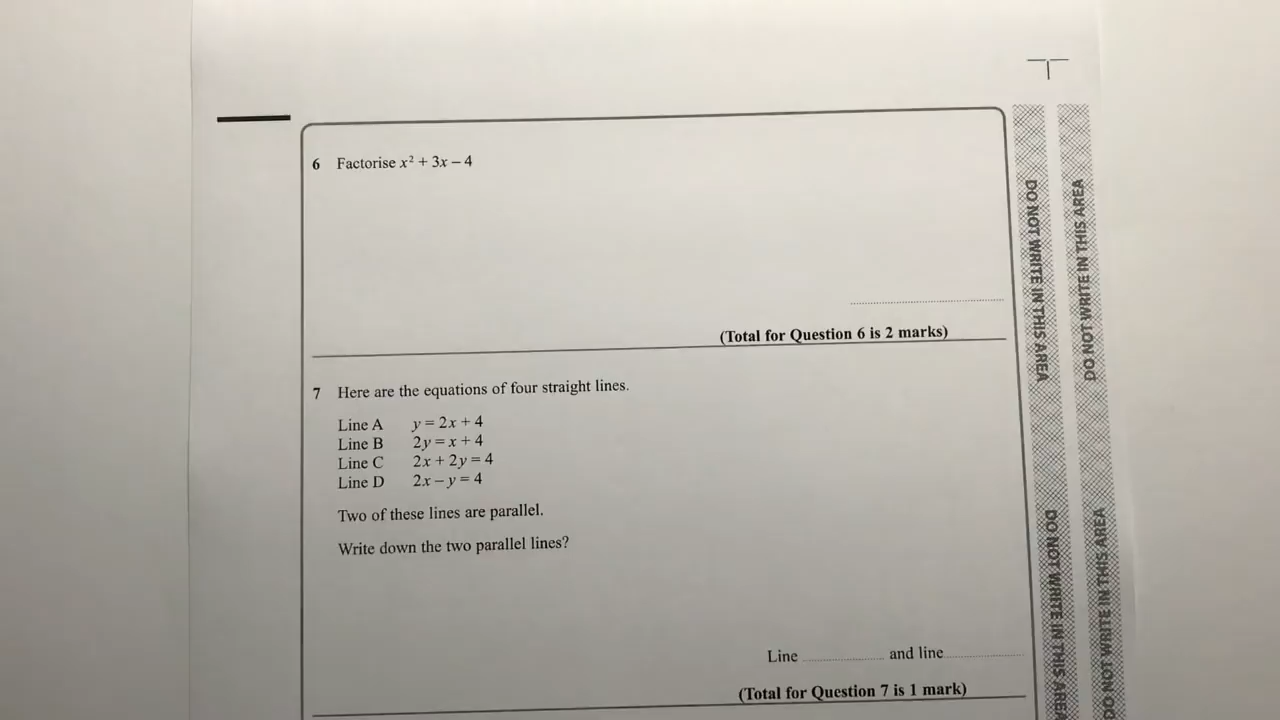 6 Factorise x² + 3x – 4
(Total for Question 6 is 2 marks)
7 Here are the equations of four straight lines.
Line A y = 2x + 4
Line B 2y = x + 4
Line C 2x + 2y = 4
Line D 2x – y = 4
Two of these lines are parallel.
Write down the two parallel lines?
Line .................... and line ....................
(Total for Question 7 is 1 mark)
DO NOT WRITE IN THIS AREA
DO NOT WRITE IN THIS AREA
DO NOT WRITE IN THIS AREA
DO NOT WRITE IN THIS AREA